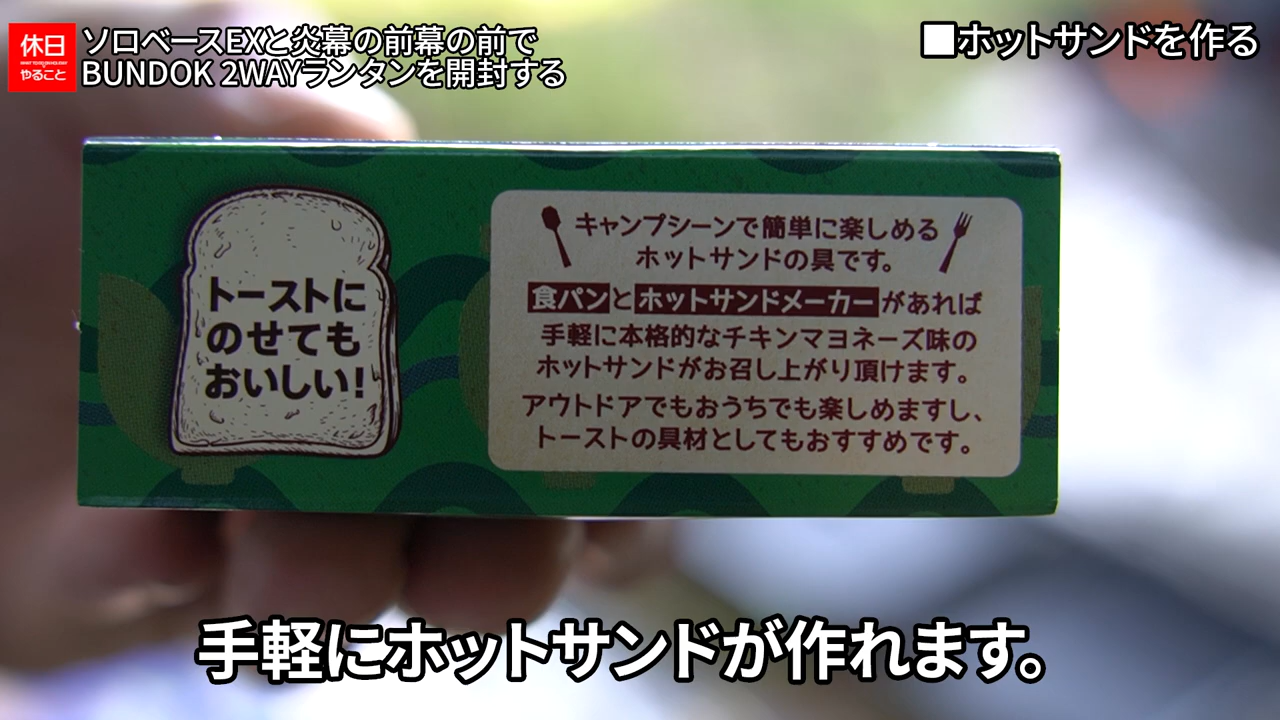 休日
やること
ソロベースEXと炎幕の前幕の前で
BUNDOK 2WAYランタンを開封する
■ホットサンドを作る
トーストに
のせても
おいしい!
キャンプシーンで簡単に楽しめる
ホットサンドの具です。
食パンとホットサンドメーカーがあれば
手軽に本格的なチキンマヨネーズ味の
ホットサンドがお召し上がり頂けます。
アウトドアでもおうちでも楽しめますし、
トーストの具材としてもおすすめです。
手軽にホットサンドが作れます。